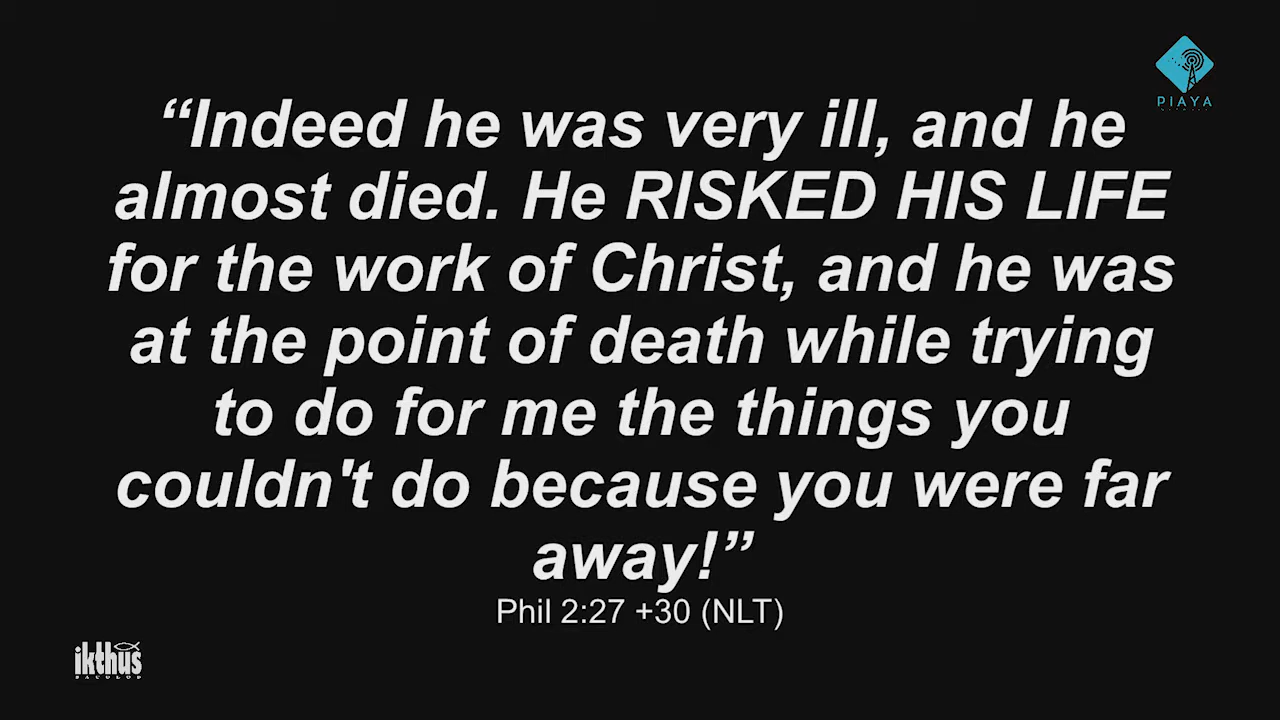 PIAYA
“Indeed he was very ill, and he
almost died. He RISKED HIS LIFE
for the work of Christ, and he was
at the point of death while trying
to do for me the things you
couldn't do because you were far
away!”
Phil 2:27 +30 (NLT)
ikthus
BACOLOD